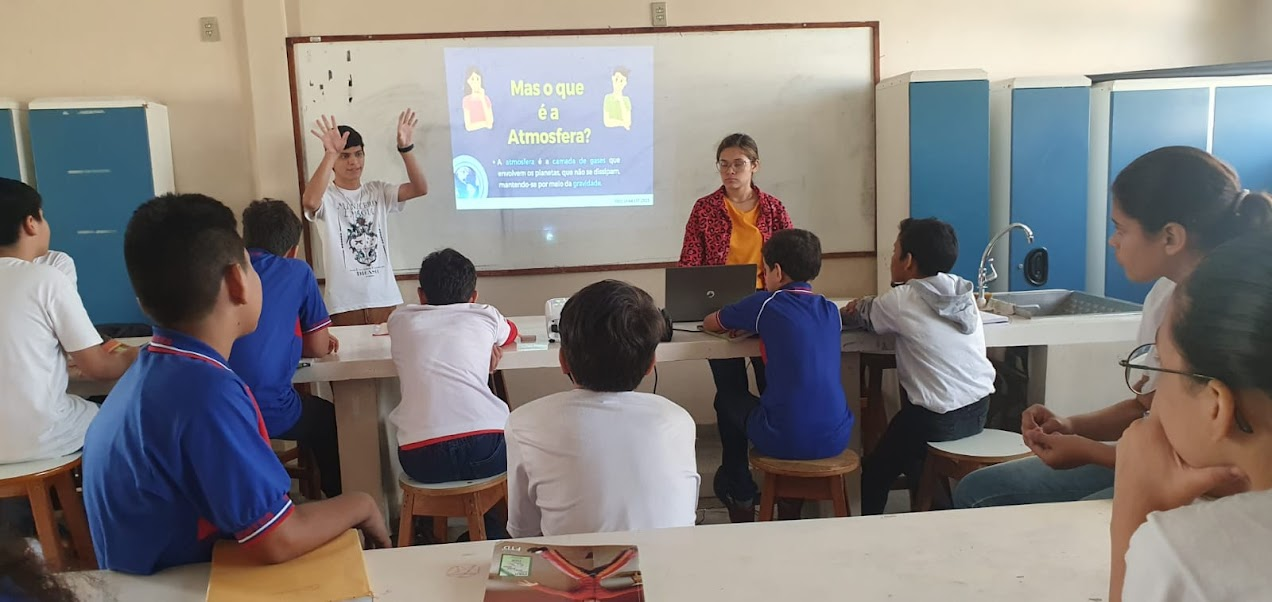 Mas o que
é a
Atmosfera?
• A atmosfera é a camada de gases que
envolvem os planetas, que não se dissipam,
mantendo-se por meio da gravidade.
FTD